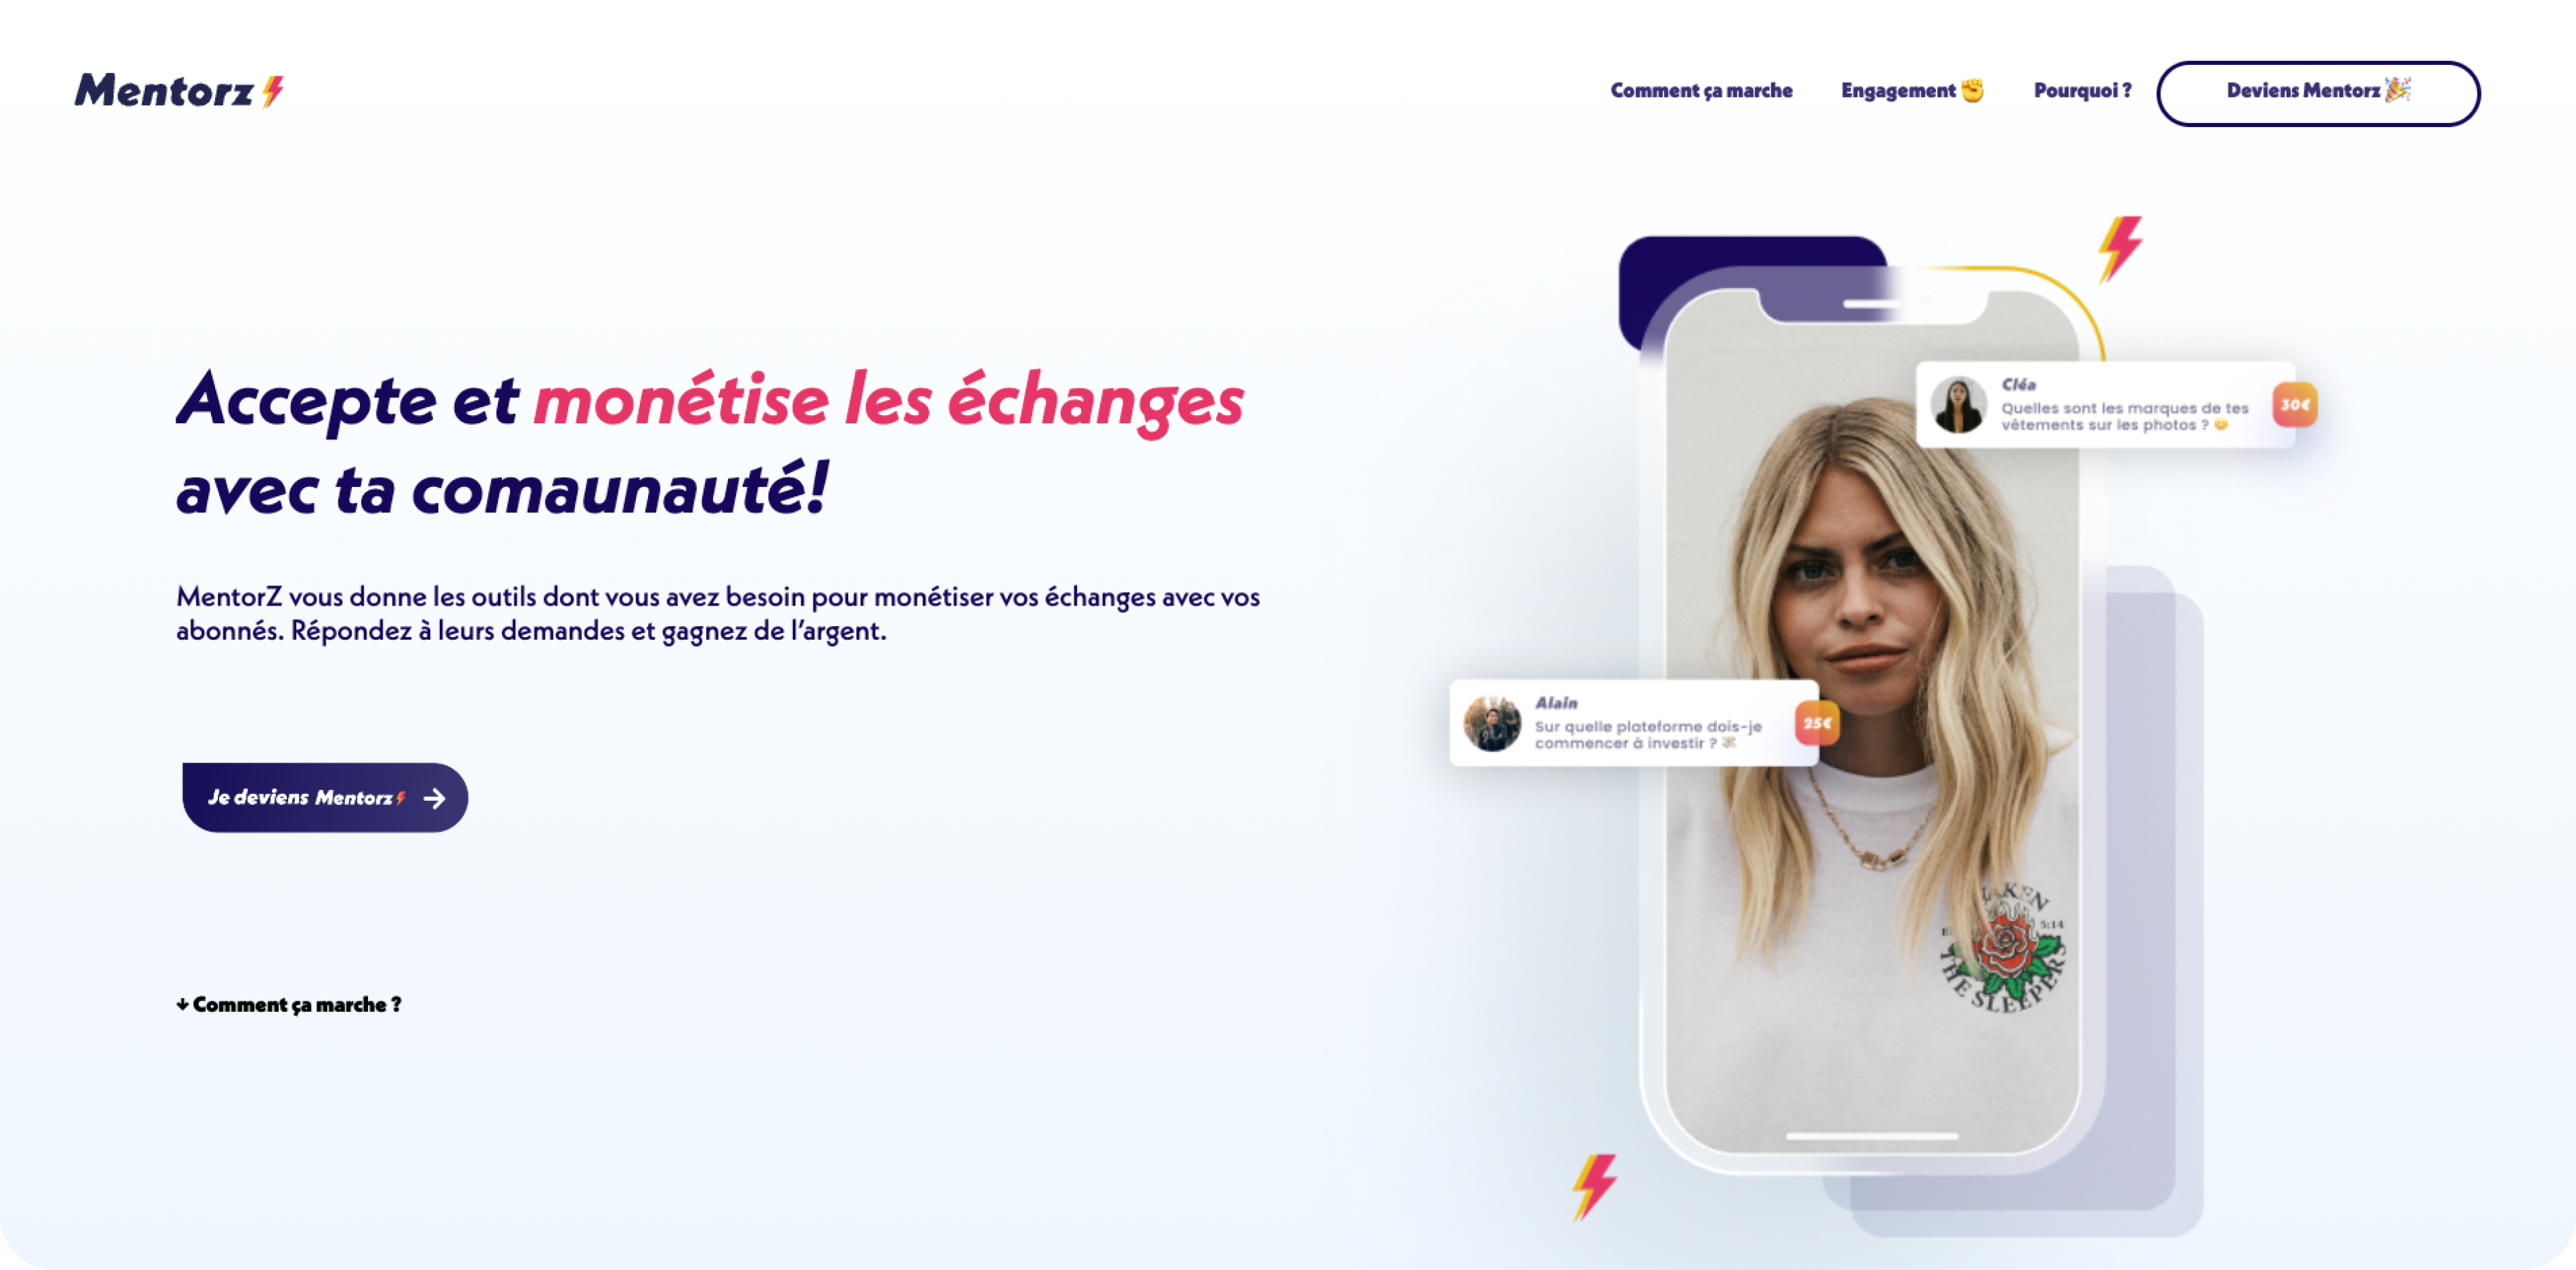 Mentorz
Comment ça marche
Engagement ✊
Pourquoi ?
Deviens Mentorz 🎉
Accepte et monétise les échanges
avec ta comaunauté!
MentorZ vous donne les outils dont vous avez besoin pour monétiser vos échanges avec vos
abonnés. Répondez à leurs demandes et gagnez de l’argent.
Je deviens Mentorz →
↓ Comment ça marche ?
Cléa
Quelles sont les marques de tes
vêtements sur les photos ?
30€
Alain
Sur quelle plateforme dois-je
commencer à investir ? 💸
25€
5:14
THE SLEEPERS